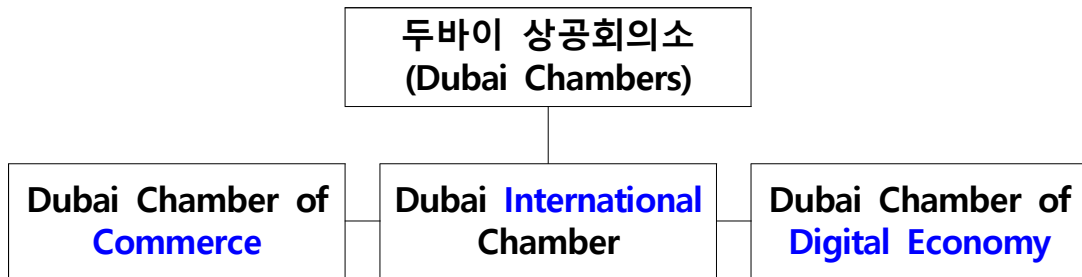 두바이 상공회의소
(Dubai Chambers)
Dubai Chamber of
Commerce
Dubai International
Chamber
Dubai Chamber of
Digital Economy